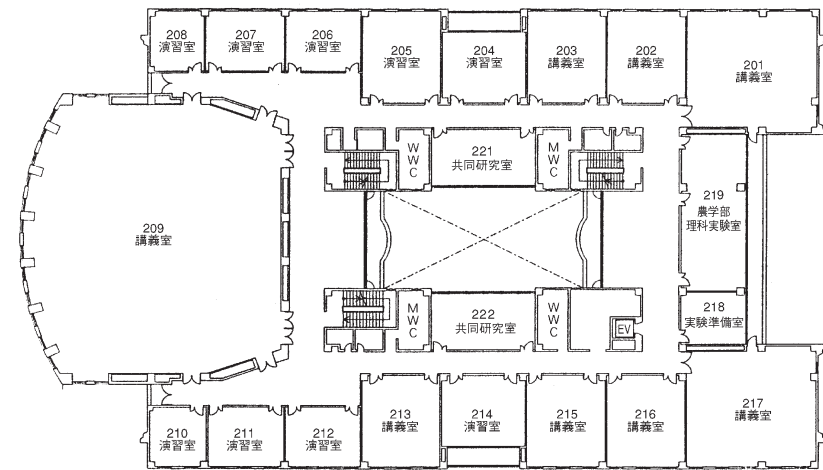 208
演習室
207
演習室
206
演習室
205
演習室
204
演習室
203
講義室
202
講義室
201
講義室
WWC
221
共同研究室
MWC
219
農学部
理科実験室
209
講義室
MWC
222
共同研究室
WWC
EV
218
実験準備室
210
演習室
211
演習室
212
演習室
213
講義室
214
演習室
215
講義室
216
講義室
217
講義室